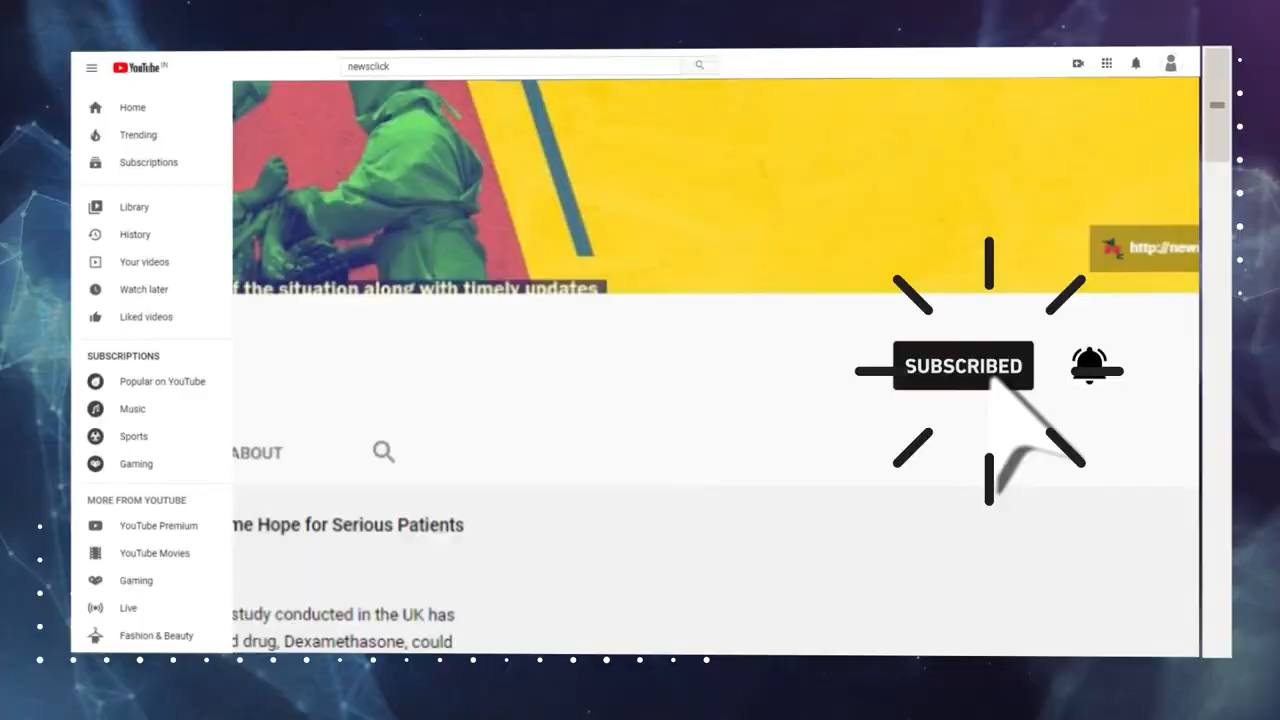 YouTube IN
newsclick
Home
Trending
Subscriptions
Library
History
Your videos
Watch later
Liked videos
SUBSCRIPTIONS
Popular on YouTube
Music
Sports
Gaming
MORE FROM YOUTUBE
YouTube Premium
YouTube Movies
Gaming
Live
Fashion & Beauty
http://new
f the situation along with timely updates
SUBSCRIBED
ABOUT
me Hope for Serious Patients
study conducted in the UK has
d drug, Dexamethasone, could